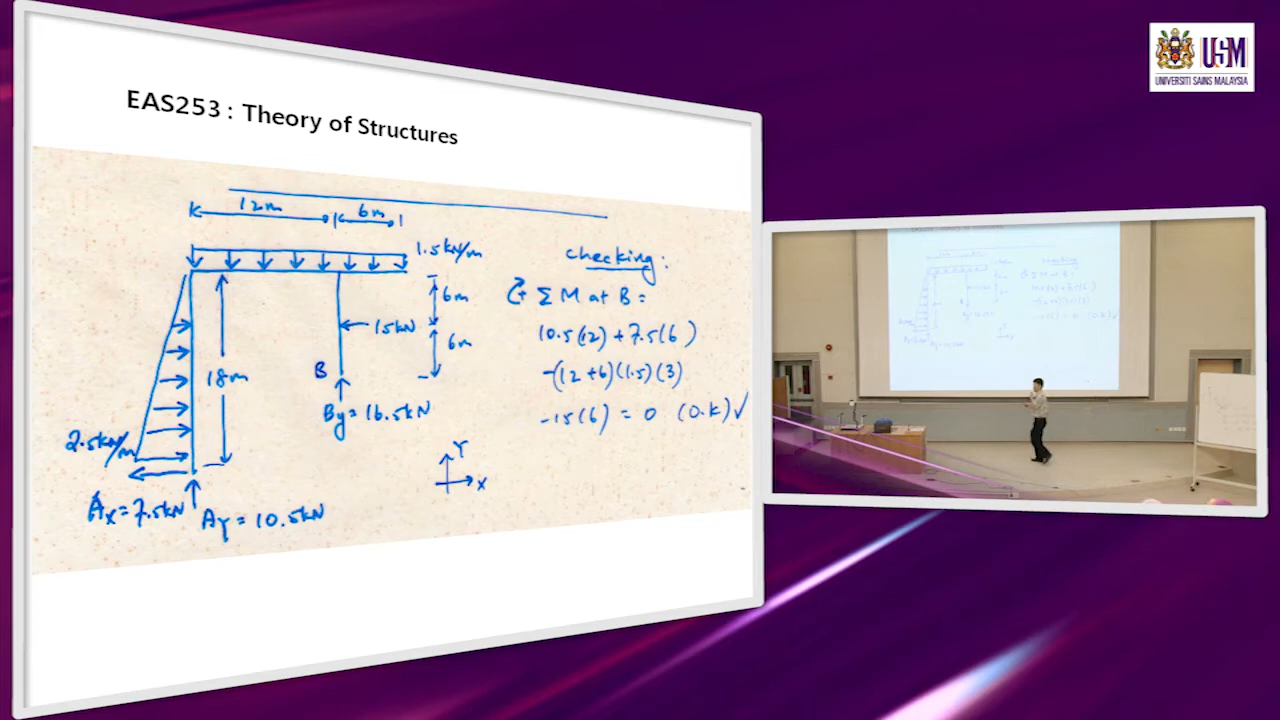 USM
UNIVERSITI SAINS MALAYSIA
EAS253 : Theory of Structures
12m
6m
1.5kN/m
6m
15kN
6m
18m
B
By=16.5kN
2.5kN/m
Ax=7.5kN
Ay=10.5kN
Y
X
checking:
∑M at B =
10.5(12)+7.5(6)
-(12+6)(1.5)(3)
-15(6) = 0 (O.K) ✓